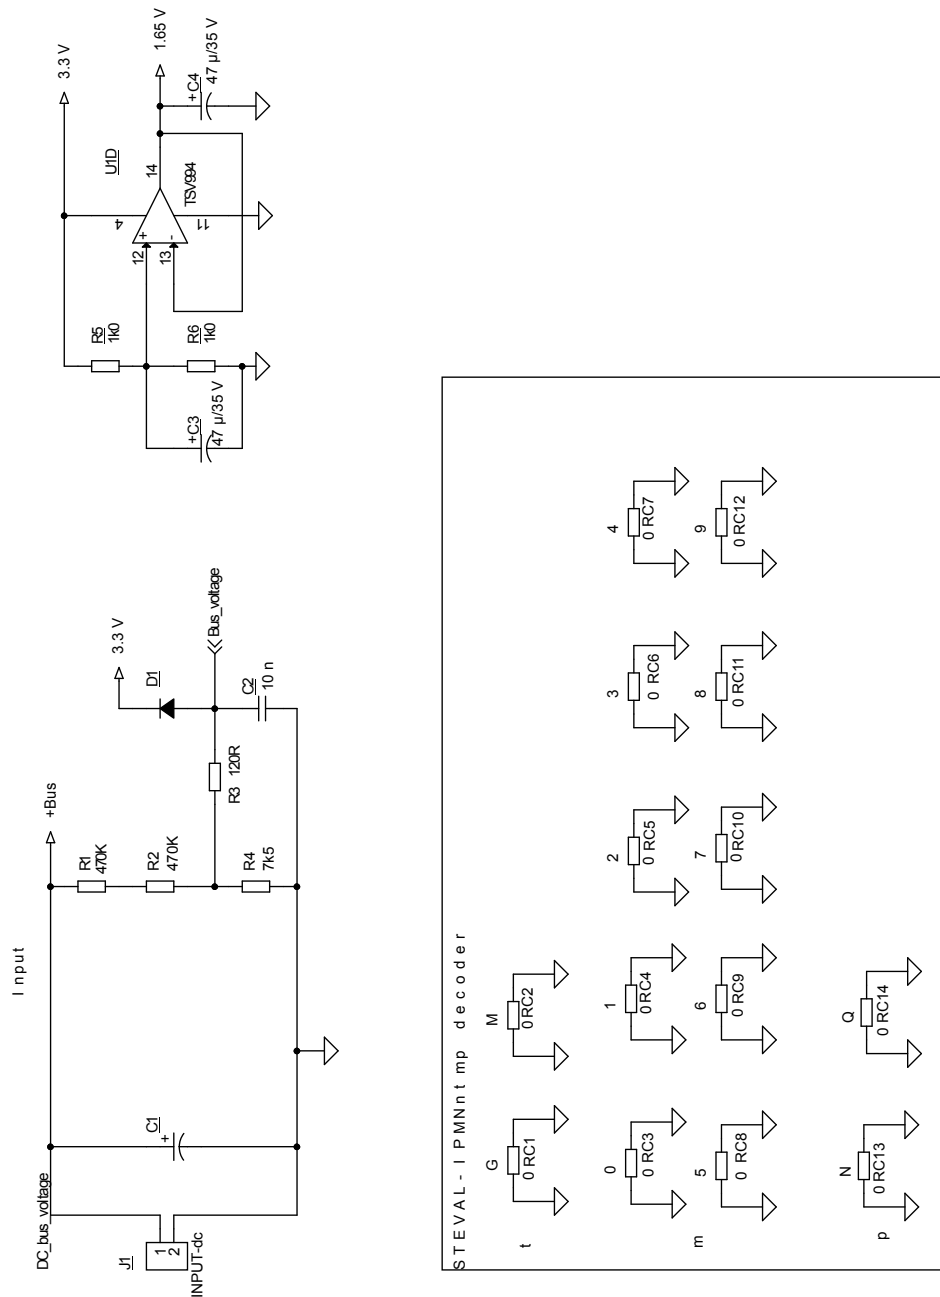 Input
J1
INPUT-dc
1
2
DC_bus_voltage
C1
+
+Bus
R1
470K
R2
470K
R4
7k5
R3 120R
D1
3.3 V
C2
10 n
Bus_voltage
+C3
47 µ/35 V
R5
1k0
R6
1k0
3.3 V
12
13
+
-
4
11
14
U1D
TSV994
1.65 V
+C4
47 µ/35 V
STEVAL-IPMNntmp decoder
t
G
0 RC1
M
0 RC2
m
0
0 RC3
1
0 RC4
2
0 RC5
3
0 RC6
4
0 RC7
5
0 RC8
6
0 RC9
7
0 RC10
8
0 RC11
9
0 RC12
p
N
0 RC13
Q
0 RC14